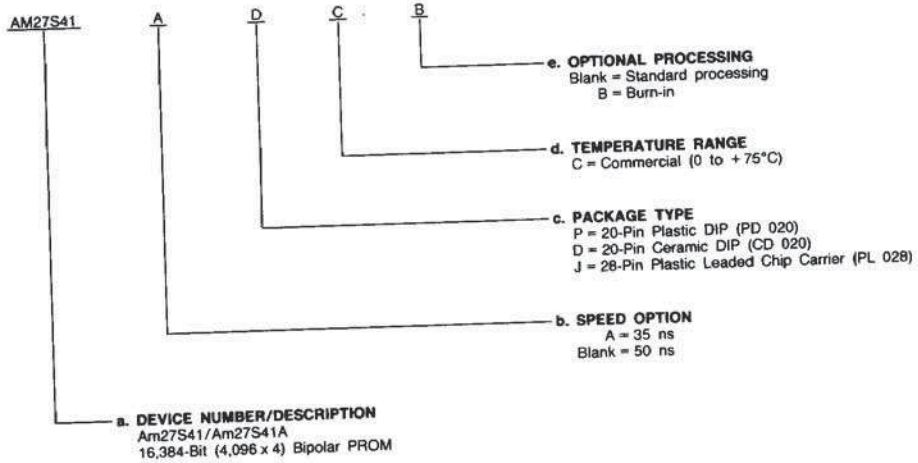 AM27S41 A D C B
e. OPTIONAL PROCESSING
Blank = Standard processing
B = Burn-in
d. TEMPERATURE RANGE
C = Commercial (0 to +75°C)
c. PACKAGE TYPE
P = 20-Pin Plastic DIP (PD 020)
D = 20-Pin Ceramic DIP (CD 020)
J = 28-Pin Plastic Leaded Chip Carrier (PL 028)
b. SPEED OPTION
A = 35 ns
Blank = 50 ns
a. DEVICE NUMBER/DESCRIPTION
Am27S41/Am27S41A
16,384-Bit (4,096 x 4) Bipolar PROM